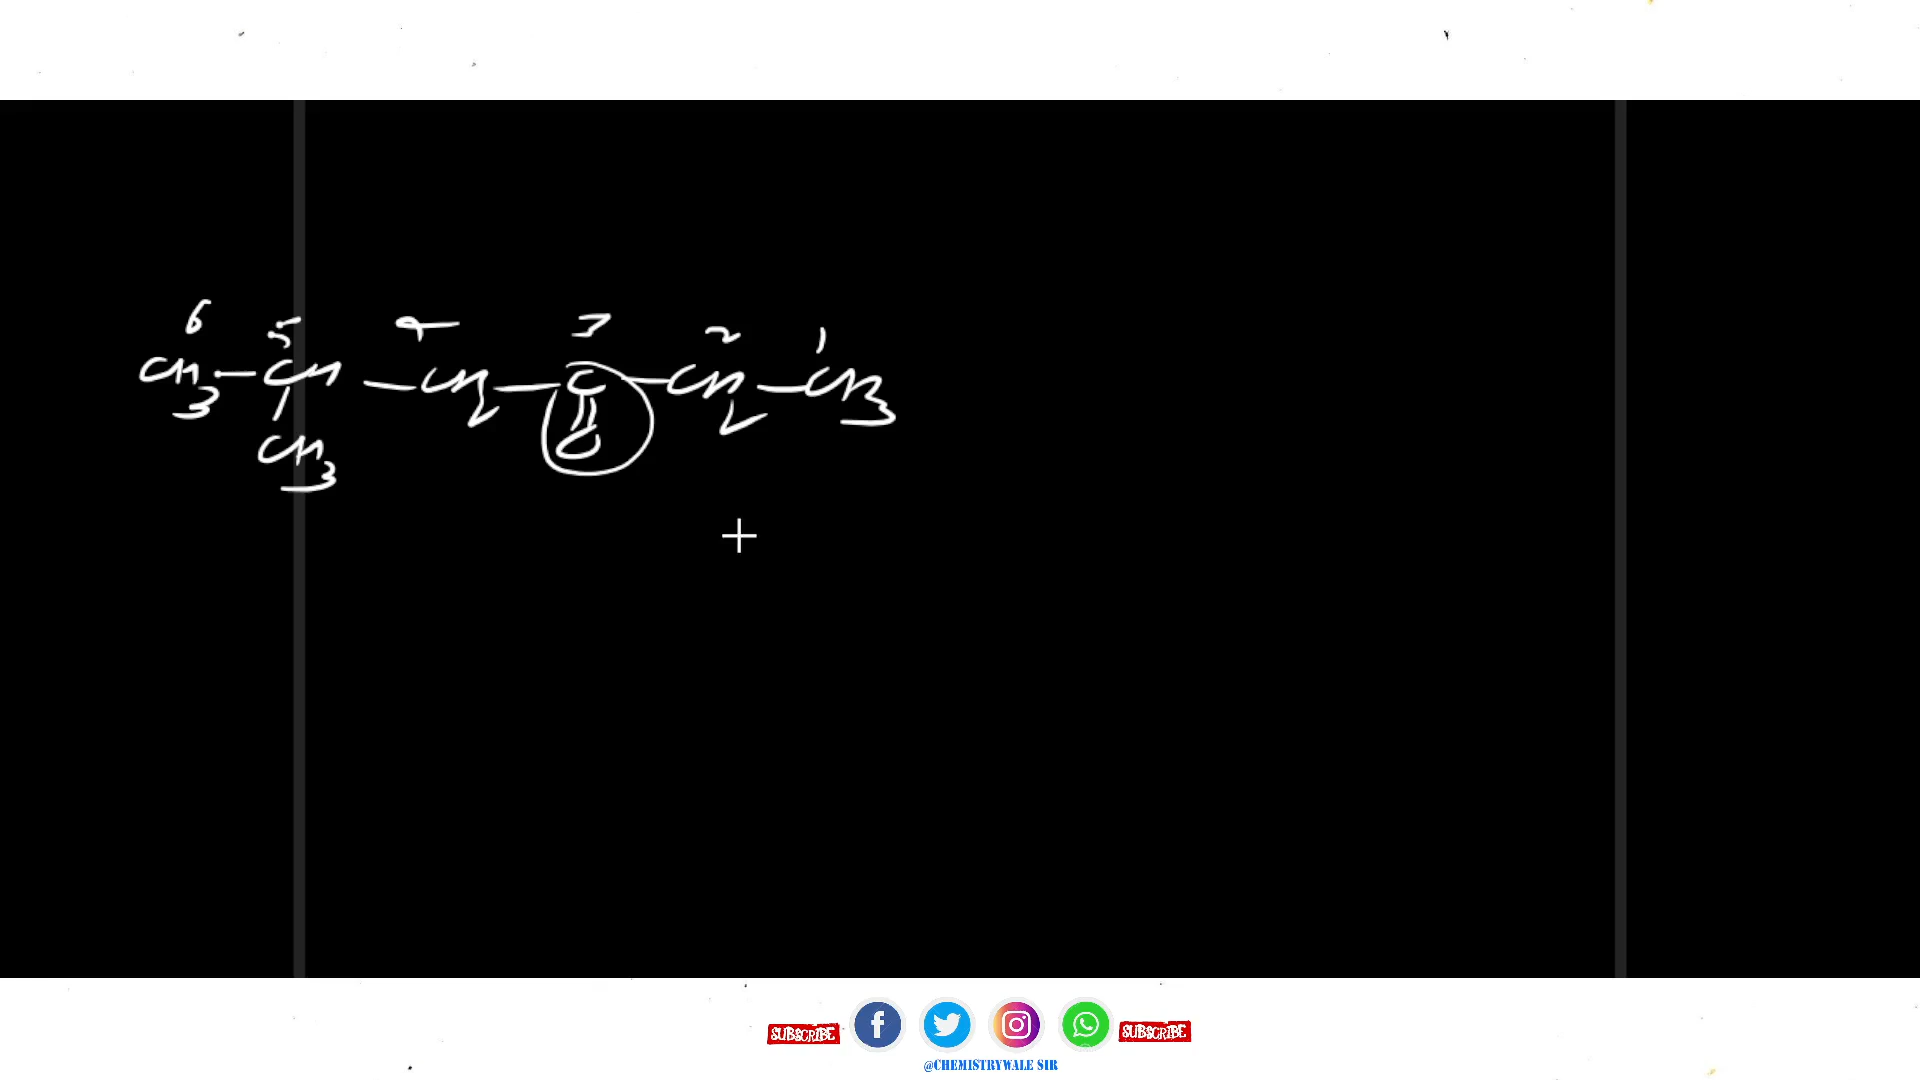 6 5 4 3 2 1
CH3-CH-CH2-C-CH2-CH3
CH3 O
SUBSCRIBE SUBSCRIBE
@CHEMISTRYWALE SIR